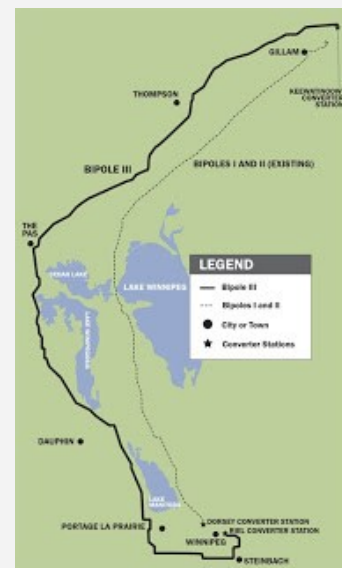 GILLAM
KEEWATINOOW
CONVERTER
STATION
THOMPSON
BIPOLES I AND II (EXISTING)
BIPOLE III
THE
PAS
CEDAR LAKE
LAKE WINNIPEG
LEGEND
Bipole III
Bipoles I and II
City or Town
Converter Stations
LAKE WINNIPEGOSIS
DAUPHIN
LAKE
MANITOBA
DORSEY CONVERTER STATION
RIEL CONVERTER STATION
PORTAGE LA PRAIRIE
WINNIPEG
STEINBACH